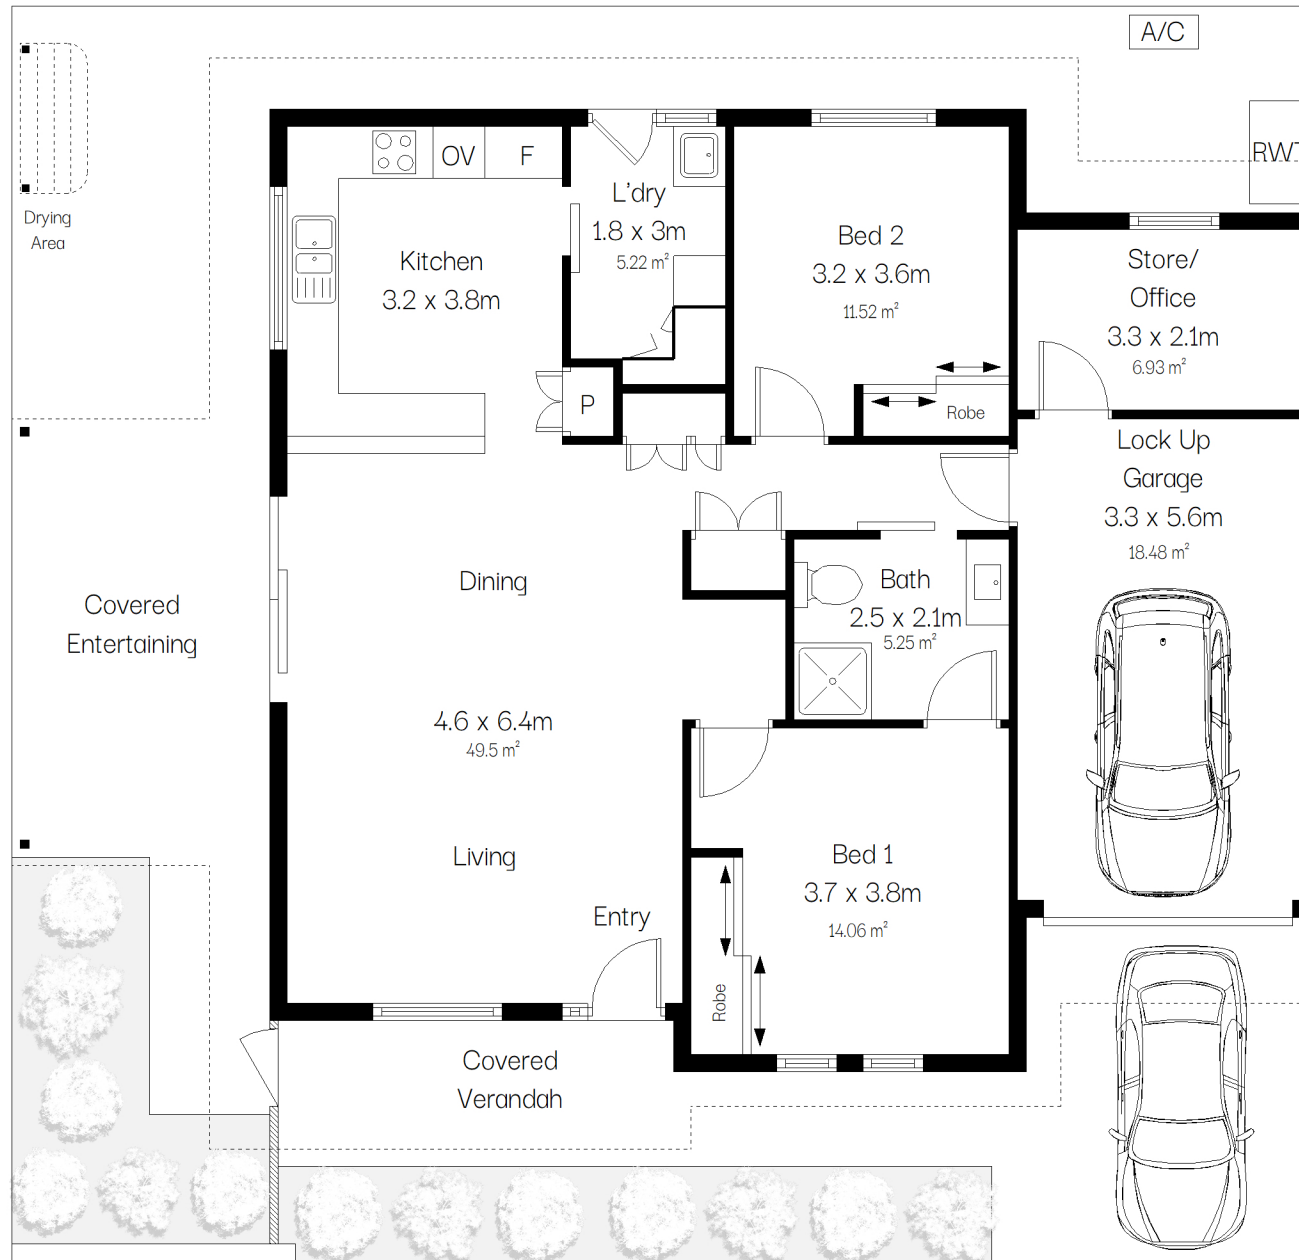 A/C
RWT
OV
F
Drying
Area
L'dry
1.8 x 3m
5.22 m²
Kitchen
3.2 x 3.8m
Bed 2
3.2 x 3.6m
11.52 m²
Store/
Office
3.3 x 2.1m
6.93 m²
P
Robe
Lock Up
Garage
3.3 x 5.6m
18.48 m²
Dining
Bath
2.5 x 2.1m
5.25 m²
Covered
Entertaining
4.6 x 6.4m
49.5 m²
Living
Bed 1
3.7 x 3.8m
14.06 m²
Entry
Robe
Covered
Verandah